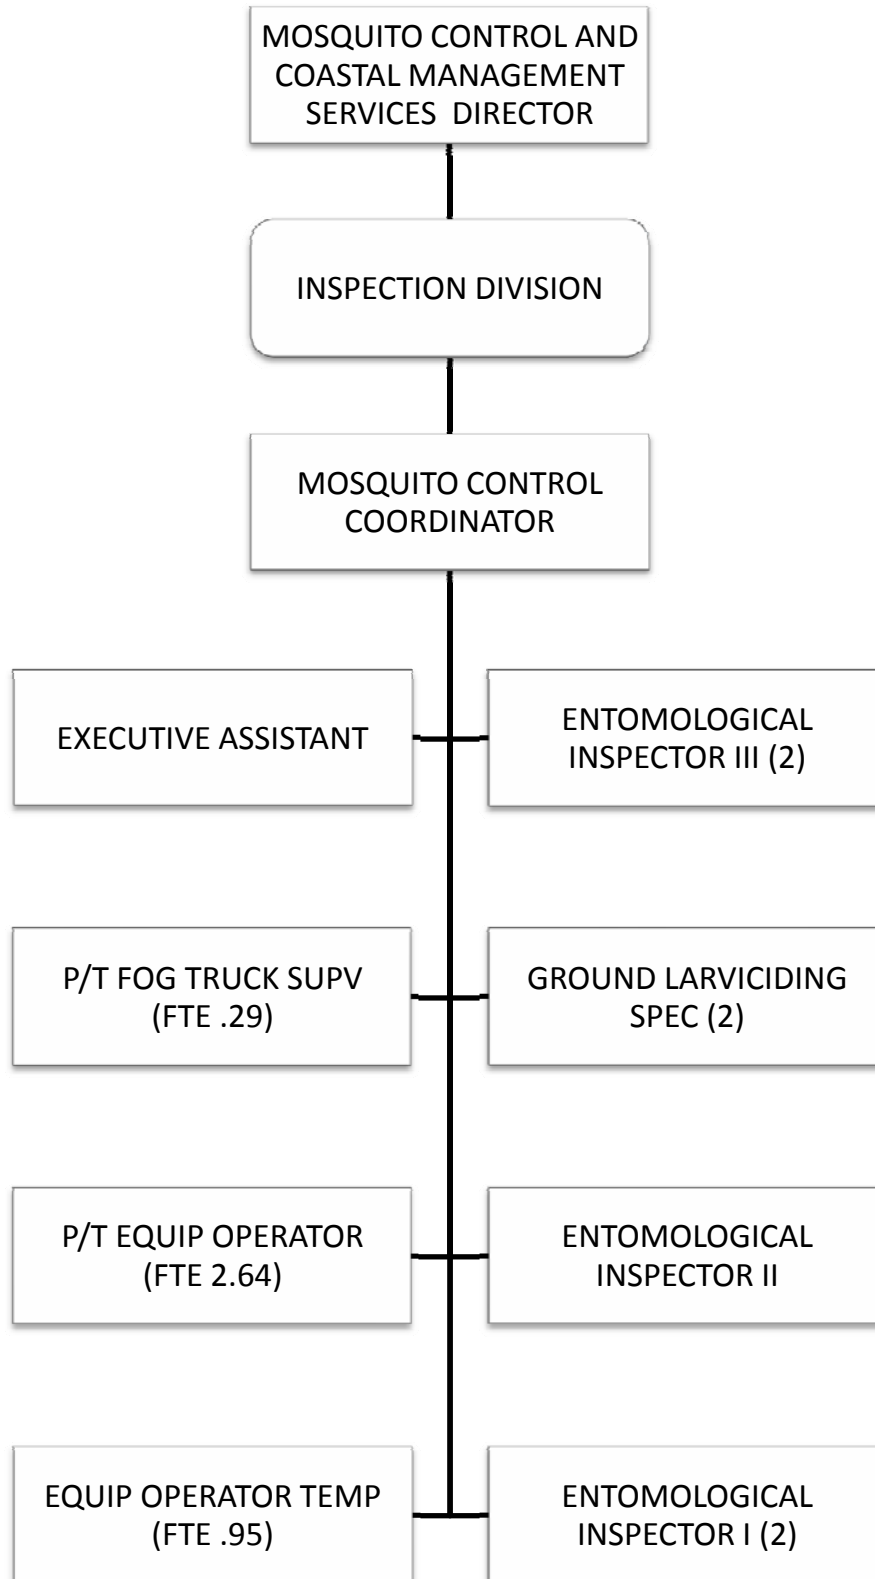 MOSQUITO CONTROL AND
COASTAL MANAGEMENT
SERVICES DIRECTOR
INSPECTION DIVISION
MOSQUITO CONTROL
COORDINATOR
EXECUTIVE ASSISTANT
ENTOMOLOGICAL
INSPECTOR III (2)
P/T FOG TRUCK SUPV
(FTE .29)
GROUND LARVICIDING
SPEC (2)
P/T EQUIP OPERATOR
(FTE 2.64)
ENTOMOLOGICAL
INSPECTOR II
EQUIP OPERATOR TEMP
(FTE .95)
ENTOMOLOGICAL
INSPECTOR I (2)